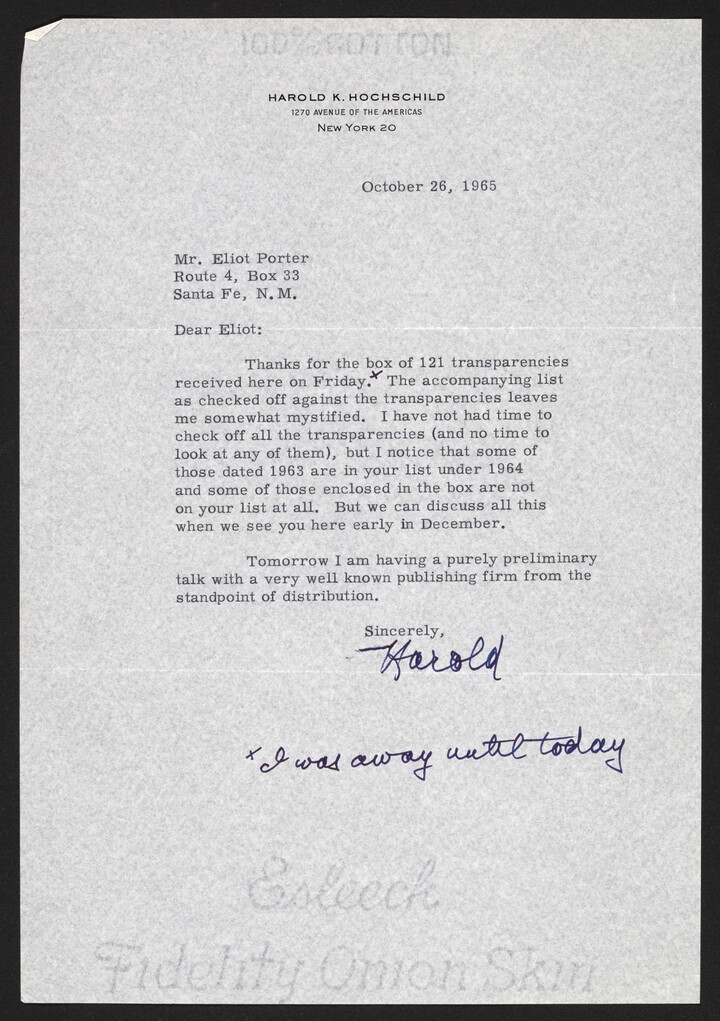 HAROLD K. HOCHSCHILD
1270 AVENUE OF THE AMERICAS
NEW YORK 20
October 26, 1965
Mr. Eliot Porter
Route 4, Box 33
Santa Fe, N.M.
Dear Eliot:
Thanks for the box of 121 transparencies
received here on Friday.x The accompanying list
as checked off against the transparencies leaves
me somewhat mystified. I have not had time to
check off all the transparencies (and no time to
look at any of them), but I notice that some of
those dated 1963 are in your list under 1964
and some of those enclosed in the box are not
on your list at all. But we can discuss all this
when we see you here early in December.
Tomorrow I am having a purely preliminary
talk with a very well known publishing firm from the
standpoint of distribution.
Sincerely,
Harold
x I was away until today
Esleeck
Fidelity Onion Skin